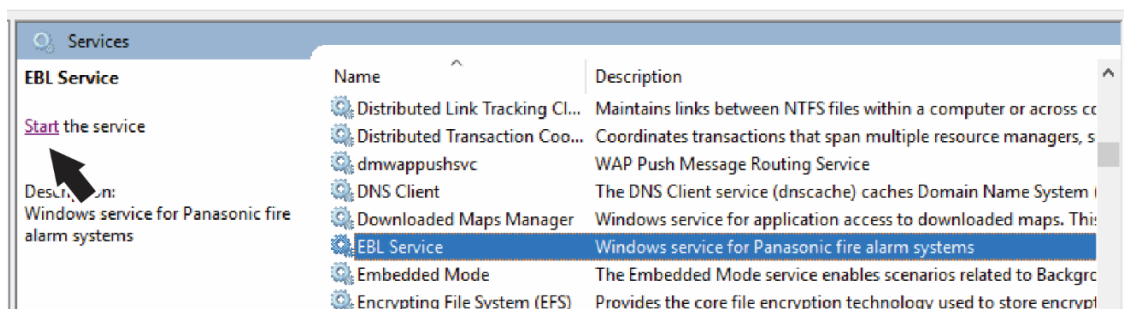 Services
EBL Service
Start the service
Description:
Windows service for Panasonic fire
alarm systems
Name Description
Distributed Link Tracking Cl... Maintains links between NTFS files within a computer or across
Distributed Transaction Coo... Coordinates transactions that span multiple resource managers, s
dmwappushsvc WAP Push Message Routing Service
DNS Client The DNS Client service (dnscache) caches Domain Name System (
Downloaded Maps Manager Windows service for application access to downloaded maps. This
EBL Service Windows service for Panasonic fire alarm systems
Embedded Mode The Embedded Mode service enables scenarios related to Backgrc
Encrypting File System (EFS) Provides the core file encryption technology used to store encrypt